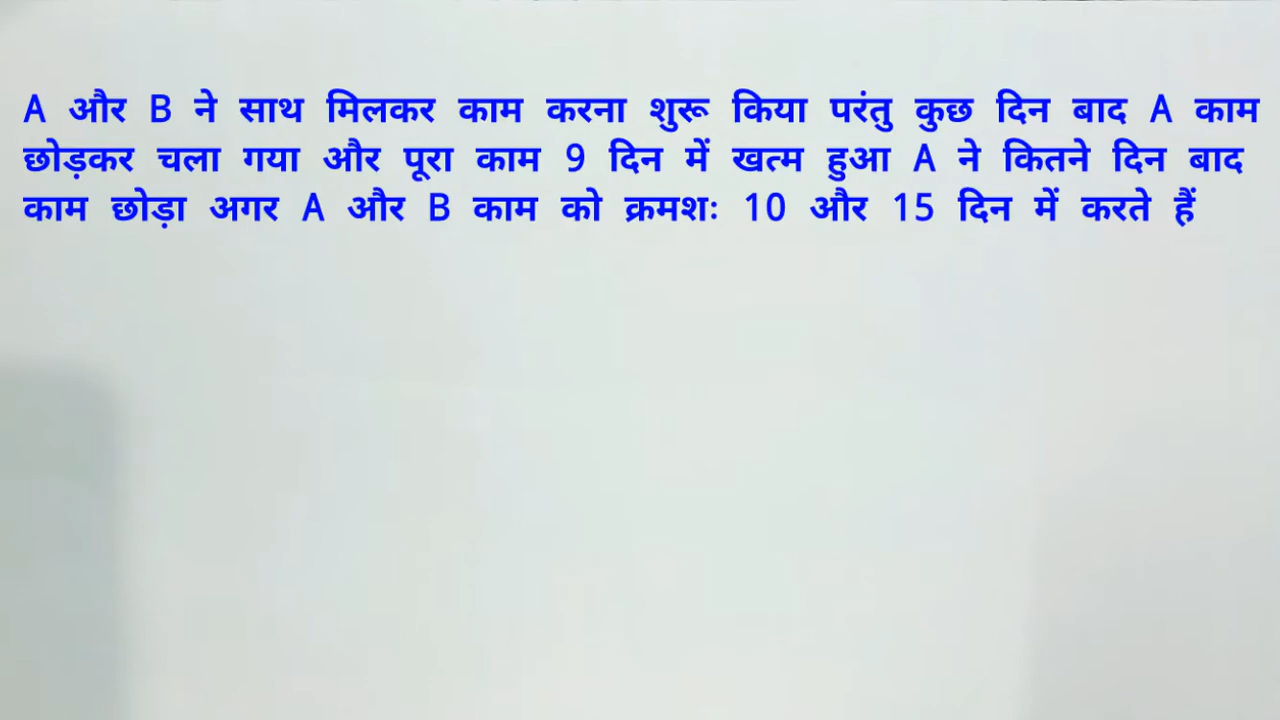 A और B ने साथ मिलकर काम करना शुरू किया परंतु कुछ दिन बाद A काम
छोड़कर चला गया और पूरा काम 9 दिन में खत्म हुआ A ने कितने दिन बाद
काम छोड़ा अगर A और B काम को क्रमशः 10 और 15 दिन में करते हैं